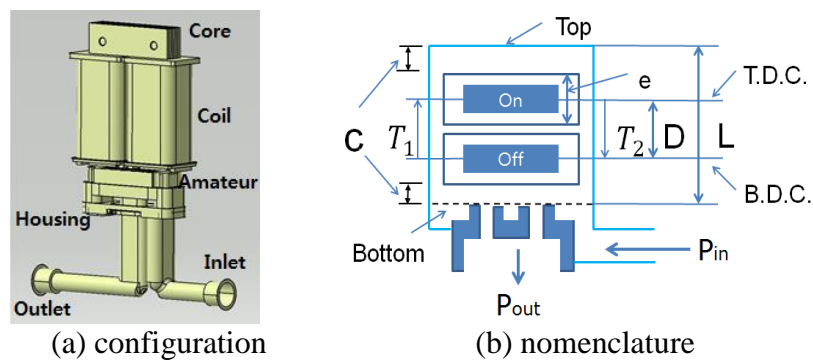 Core
Coil
Amateur
Housing
Inlet
Outlet
(a) configuration
Top
e
T.D.C.
On
C
T1
T2
D
L
Off
B.D.C.
Bottom
Pin
Pout
(b) nomenclature